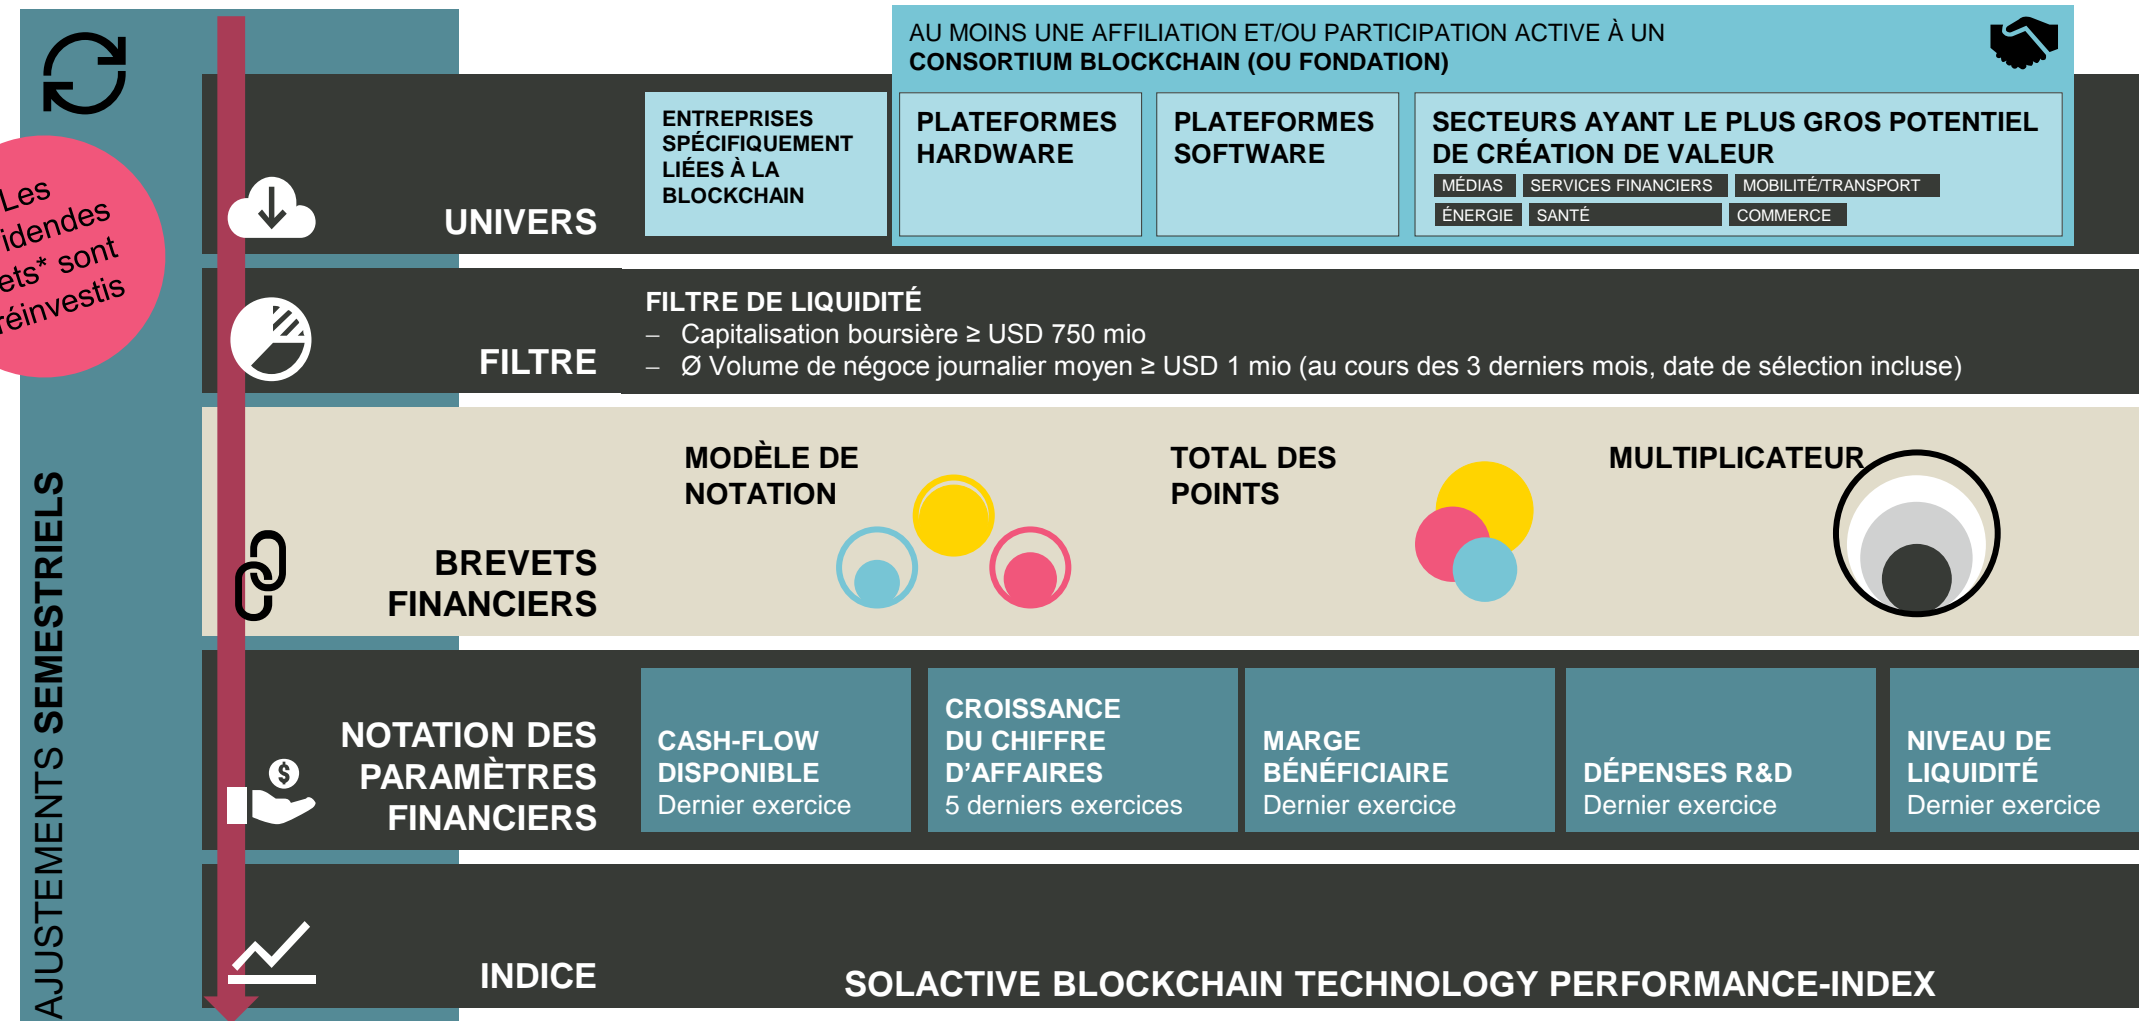 AU MOINS UNE AFFILIATION ET/OU PARTICIPATION ACTIVE À UN
CONSORTIUM BLOCKCHAIN (OU FONDATION)
UNIVERS
ENTREPRISES
SPÉCIFIQUEMENT
LIÉES À LA
BLOCKCHAIN
PLATEFORMES
HARDWARE
PLATEFORMES
SOFTWARE
SECTEURS AYANT LE PLUS GROS POTENTIEL
DE CRÉATION DE VALEUR
MÉDIAS SERVICES FINANCIERS MOBILITÉ/TRANSPORT
ÉNERGIE SANTÉ COMMERCE
Les
idendes
ets* sont
réinvestis
FILTRE
FILTRE DE LIQUIDITÉ
– Capitalisation boursière ≥ USD 750 mio
– Ø Volume de négoce journalier moyen ≥ USD 1 mio (au cours des 3 derniers mois, date de sélection incluse)
BREVETS
FINANCIERS
MODÈLE DE
NOTATION
TOTAL DES
POINTS
MULTIPLICATEUR
NOTATION DES
PARAMÈTRES
FINANCIERS
$
CASH-FLOW
DISPONIBLE
Dernier exercice
CROISSANCE
DU CHIFFRE
D’AFFAIRES
5 derniers exercices
MARGE
BÉNÉFICIAIRE
Dernier exercice
DÉPENSES R&D
Dernier exercice
NIVEAU DE
LIQUIDITÉ
Dernier exercice
INDICE
SOLACTIVE BLOCKCHAIN TECHNOLOGY PERFORMANCE-INDEX
AJUSTEMENTS SEMESTRIELS